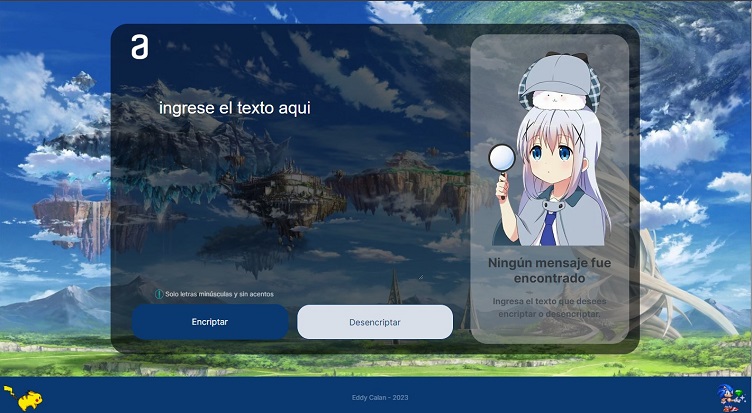 a
ingrese el texto aqui
Solo letras minúsculas y sin acentos
Encriptar
Desencriptar
Ningún mensaje fue
encontrado
Ingresa el texto que desees
encriptar o desencriptar.
Eddy Calan - 2023